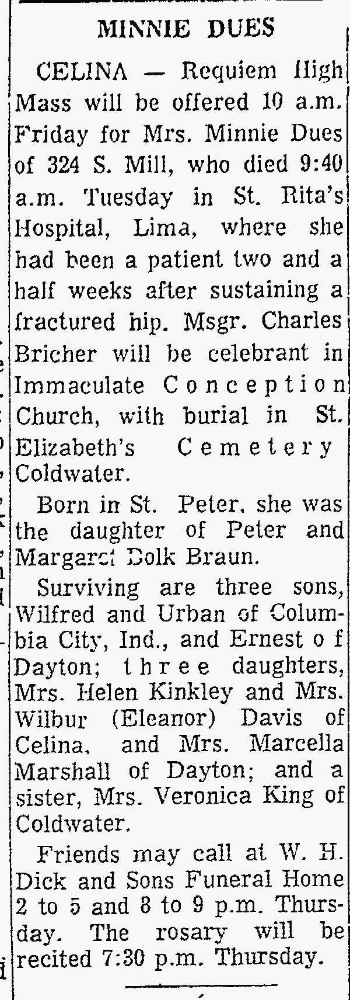 MINNIE DUES
CELINA — Requiem High
Mass will be offered 10 a.m.
Friday for Mrs. Minnie Dues
of 324 S. Mill, who died 9:40
a.m. Tuesday in St. Rita's
Hospital, Lima, where she
had been a patient two and a
half weeks after sustaining a
fractured hip. Msgr. Charles
Bricher will be celebrant in
Immaculate Conception
Church, with burial in St.
Elizabeth's Cemetery
Coldwater.
Born in St. Peter, she was
the daughter of Peter and
Margaret Bolk Braun.
Surviving are three sons,
Wilfred and Urban of Colum-
bia City, Ind., and Ernest of
Dayton; three daughters,
Mrs. Helen Kinkley and Mrs.
Wilbur (Eleanor) Davis of
Celina, and Mrs. Marcella
Marshall of Dayton; and a
sister, Mrs. Veronica King of
Coldwater.
Friends may call at W. H.
Dick and Sons Funeral Home
2 to 5 and 8 to 9 p.m. Thurs-
day. The rosary will be
recited 7:30 p.m. Thursday.